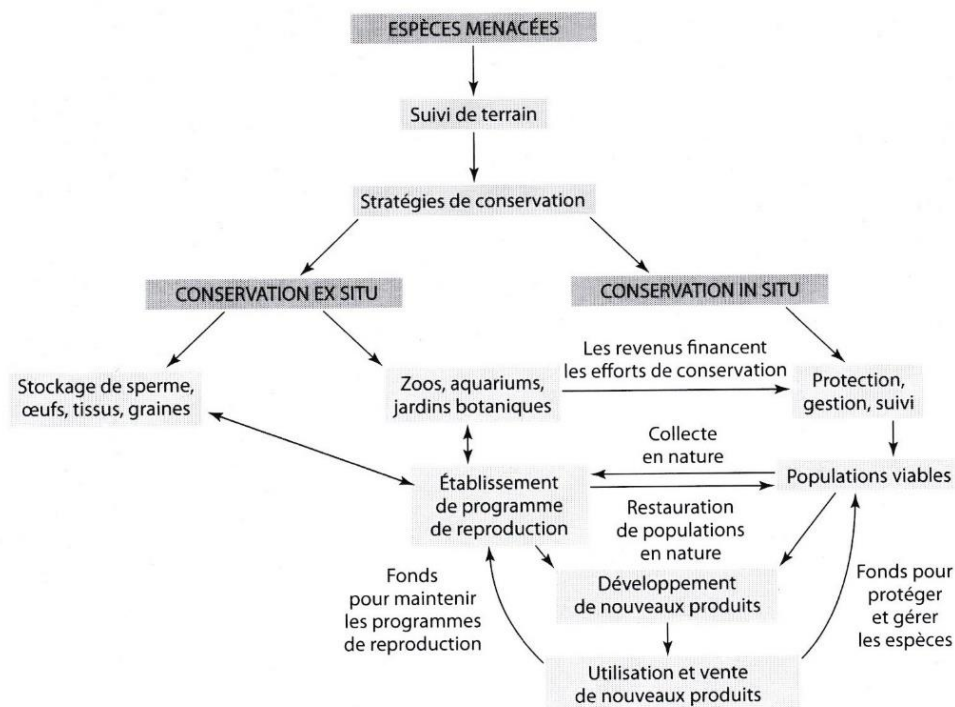 ESPÈCES MENACÉES
Suivi de terrain
Stratégies de conservation
CONSERVATION EX SITU
CONSERVATION IN SITU
Stockage de sperme,
œufs, tissus, graines
Zoos, aquariums,
jardins botaniques
Les revenus financent
les efforts de conservation
Protection,
gestion, suivi
Collecte
en nature
Établissement
de programme
de reproduction
Populations viables
Restauration
de populations
en nature
Fonds
pour maintenir
les programmes
de reproduction
Développement
de nouveaux produits
Fonds pour
protéger
et gérer
les espèces
Utilisation et vente
de nouveaux produits